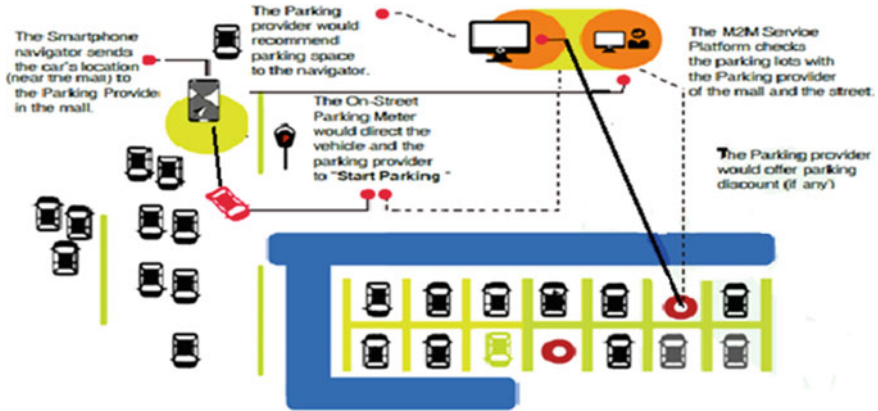 The Smartphone
navigator sends
the car's location
(near the mall) to
the Parking Provider
in the mall.
The Parking
provider would
recommend
parking space
to the navigator.
The On-Street
Parking Meter
would direct the
vehicle and the
parking provider
to "Start Parking "
The M2M Service
Platform checks
the parking lots with
the Parking provider
of the mall and the street.
The Parking provider
would offer parking
discount (if any)
P